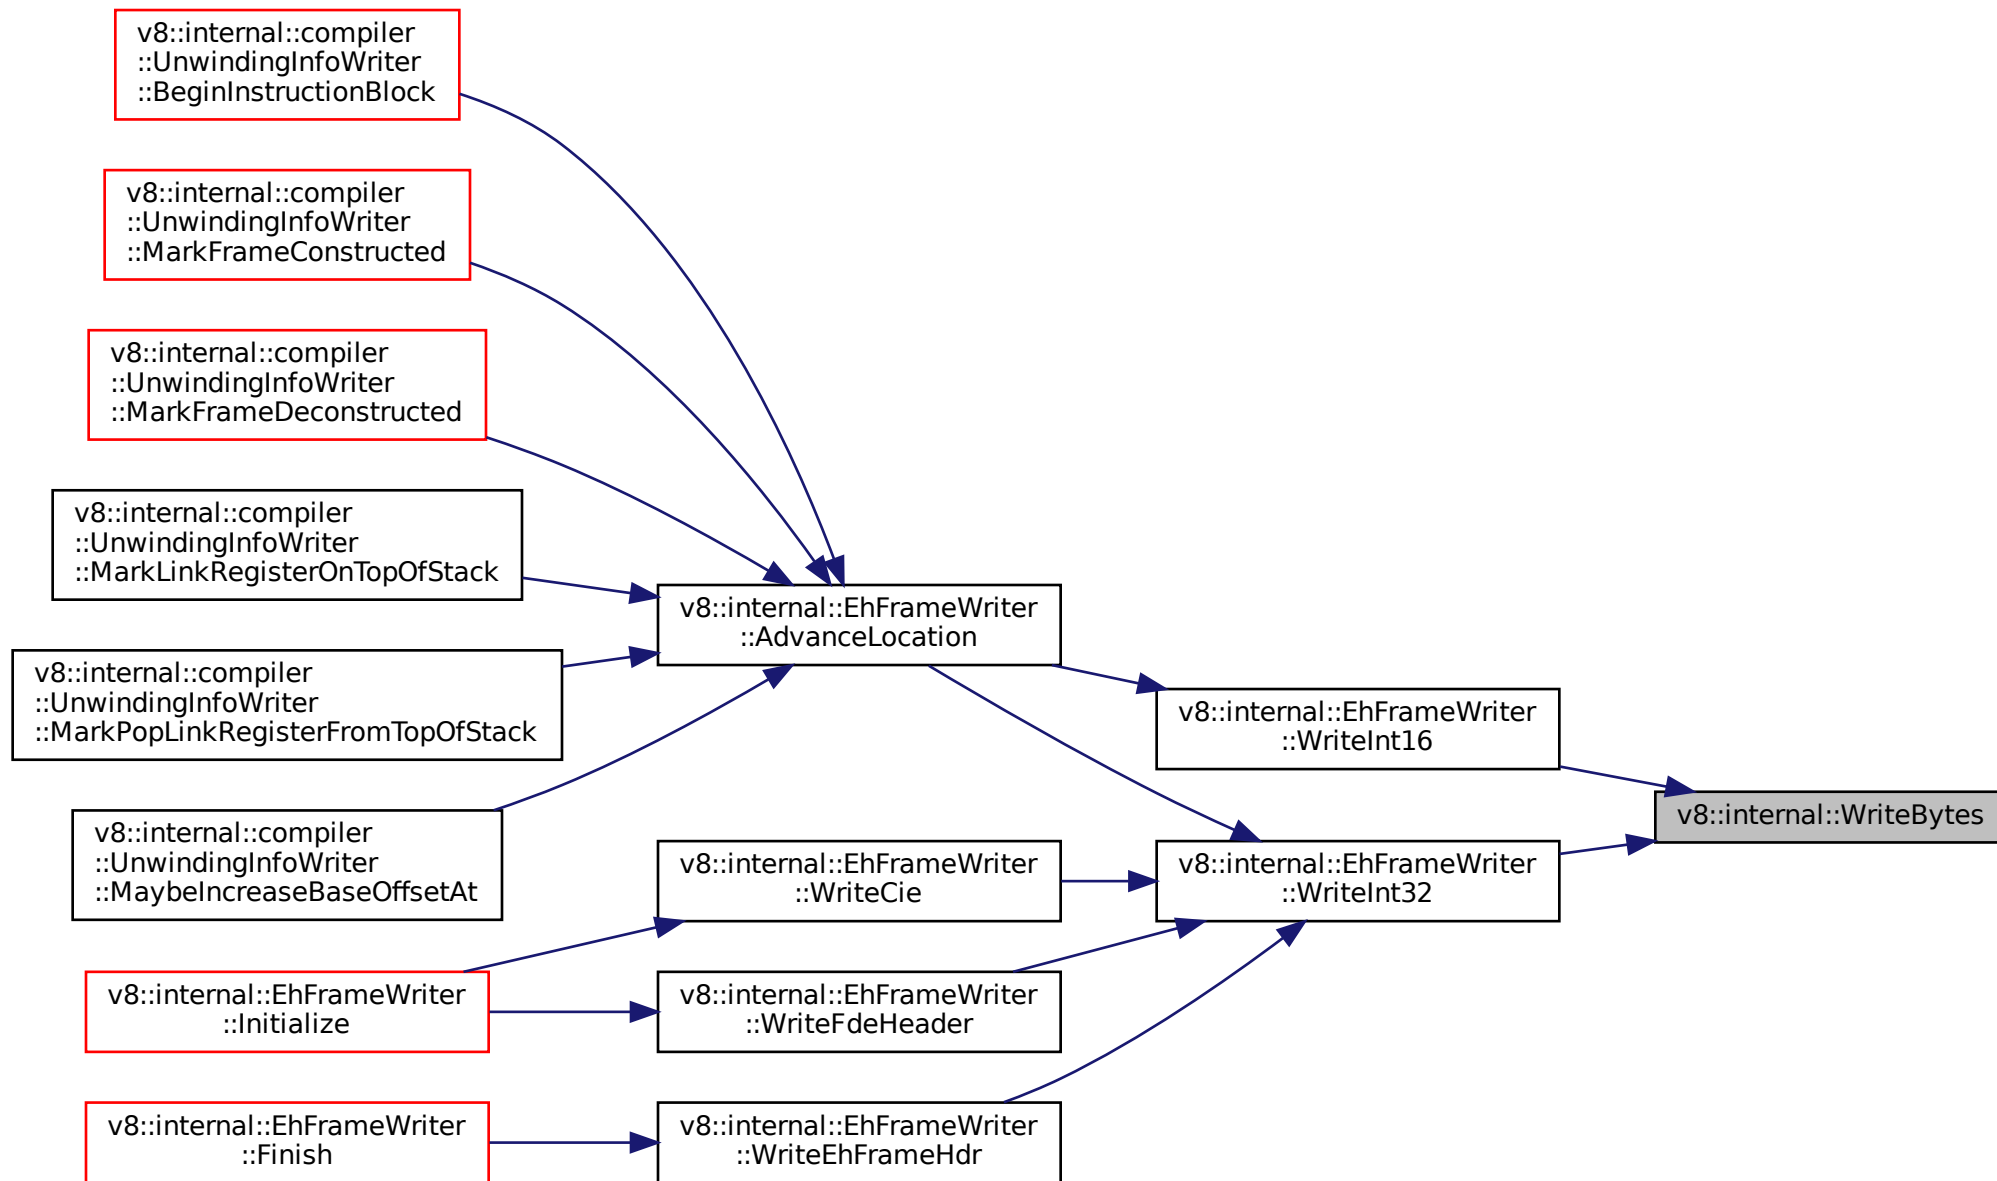 v8::internal::compiler
::UnwindingInfoWriter
::BeginInstructionBlock
v8::internal::compiler
::UnwindingInfoWriter
::MarkFrameConstructed
v8::internal::compiler
::UnwindingInfoWriter
::MarkFrameDeconstructed
v8::internal::compiler
::UnwindingInfoWriter
::MarkLinkRegisterOnTopOfStack
v8::internal::compiler
::UnwindingInfoWriter
::MarkPopLinkRegisterFromTopOfStack
v8::internal::compiler
::UnwindingInfoWriter
::MaybeIncreaseBaseOffsetAt
v8::internal::EhFrameWriter
::Initialize
v8::internal::EhFrameWriter
::Finish
v8::internal::EhFrameWriter
::AdvanceLocation
v8::internal::EhFrameWriter
::WriteCie
v8::internal::EhFrameWriter
::WriteFdeHeader
v8::internal::EhFrameWriter
::WriteEhFrameHdr
v8::internal::EhFrameWriter
::WriteInt16
v8::internal::EhFrameWriter
::WriteInt32
v8::internal::WriteBytes